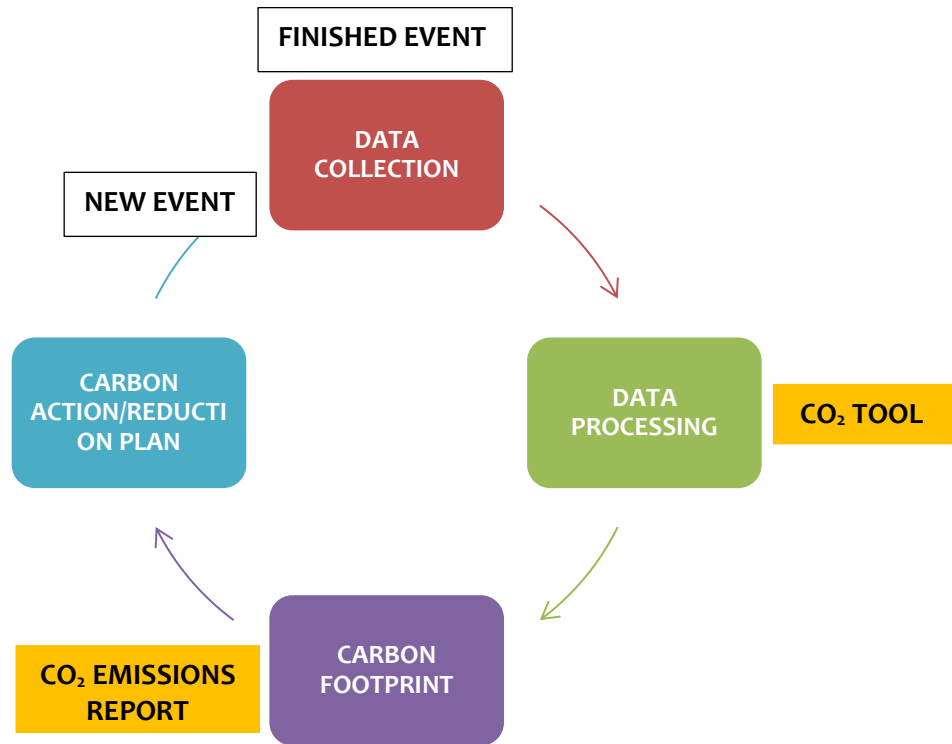 FINISHED EVENT
DATA
COLLECTION
NEW EVENT
CARBON
ACTION/REDUCTI
ON PLAN
DATA
PROCESSING
CO₂ TOOL
CARBON
FOOTPRINT
CO₂ EMISSIONS
REPORT